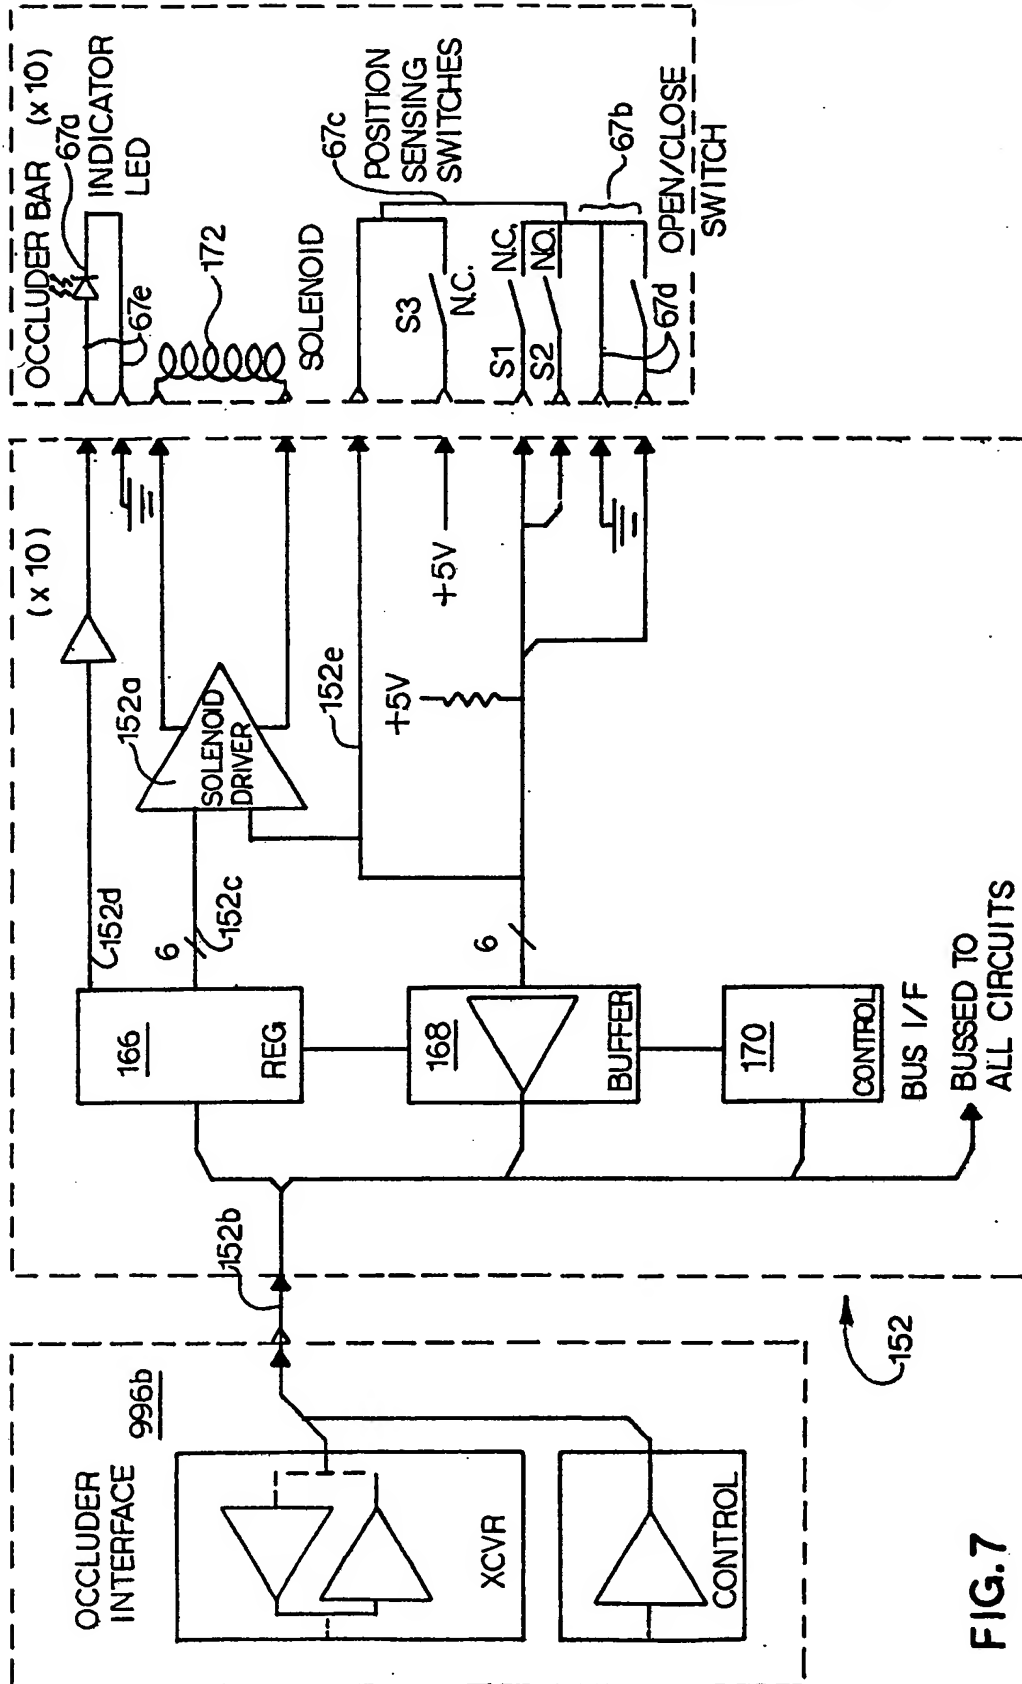 OCCLUDER
INTERFACE
996b
XCVR
CONTROL
152b
152
(x 10)
152d
166
REG
6
152c
152a
SOLENOID
DRIVER
152e
168
BUFFER
6
+5V
+5V
170
CONTROL
BUS I/F
BUSSED TO
ALL CIRCUITS
OCCLUDER BAR (x 10)
67a
INDICATOR
LED
67e
172
SOLENOID
67c
POSITION
SENSING
SWITCHES
S3
N.C.
S1
N.C.
S2
N.O.
67b
67d
OPEN/CLOSE
SWITCH
FIG.7